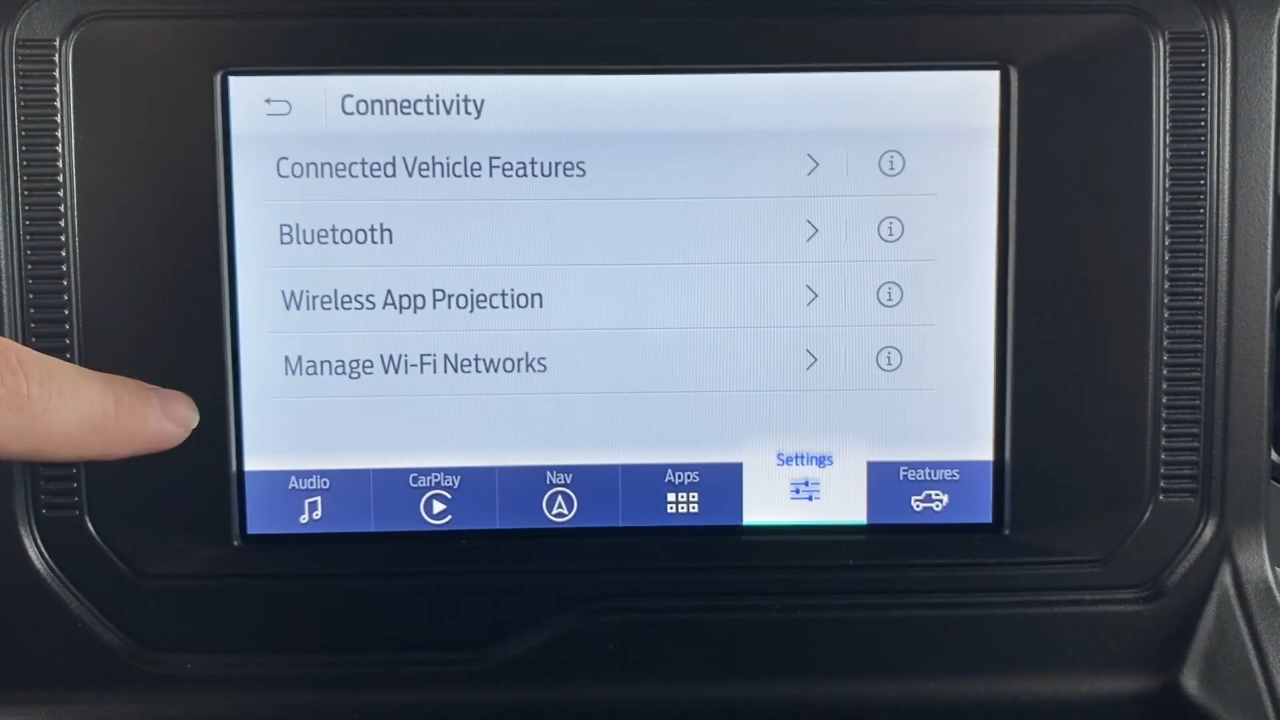 Connectivity
Connected Vehicle Features
Bluetooth
Wireless App Projection
Manage Wi-Fi Networks
Audio
CarPlay
Nav
Apps
Settings
Features